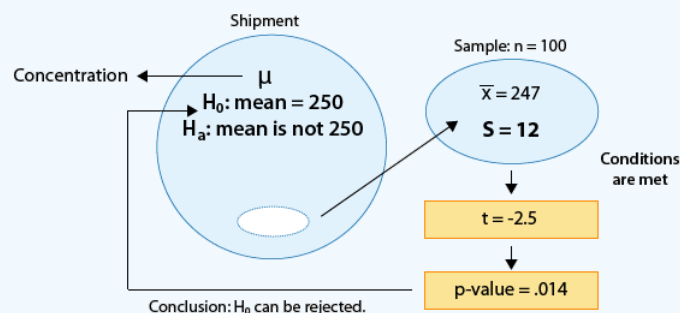 Shipment
Concentration
μ
H₀: mean = 250
Hₐ: mean is not 250
Sample: n = 100
x̅ = 247
S = 12
Conditions
are met
t = -2.5
p-value = .014
Conclusion: H₀ can be rejected.